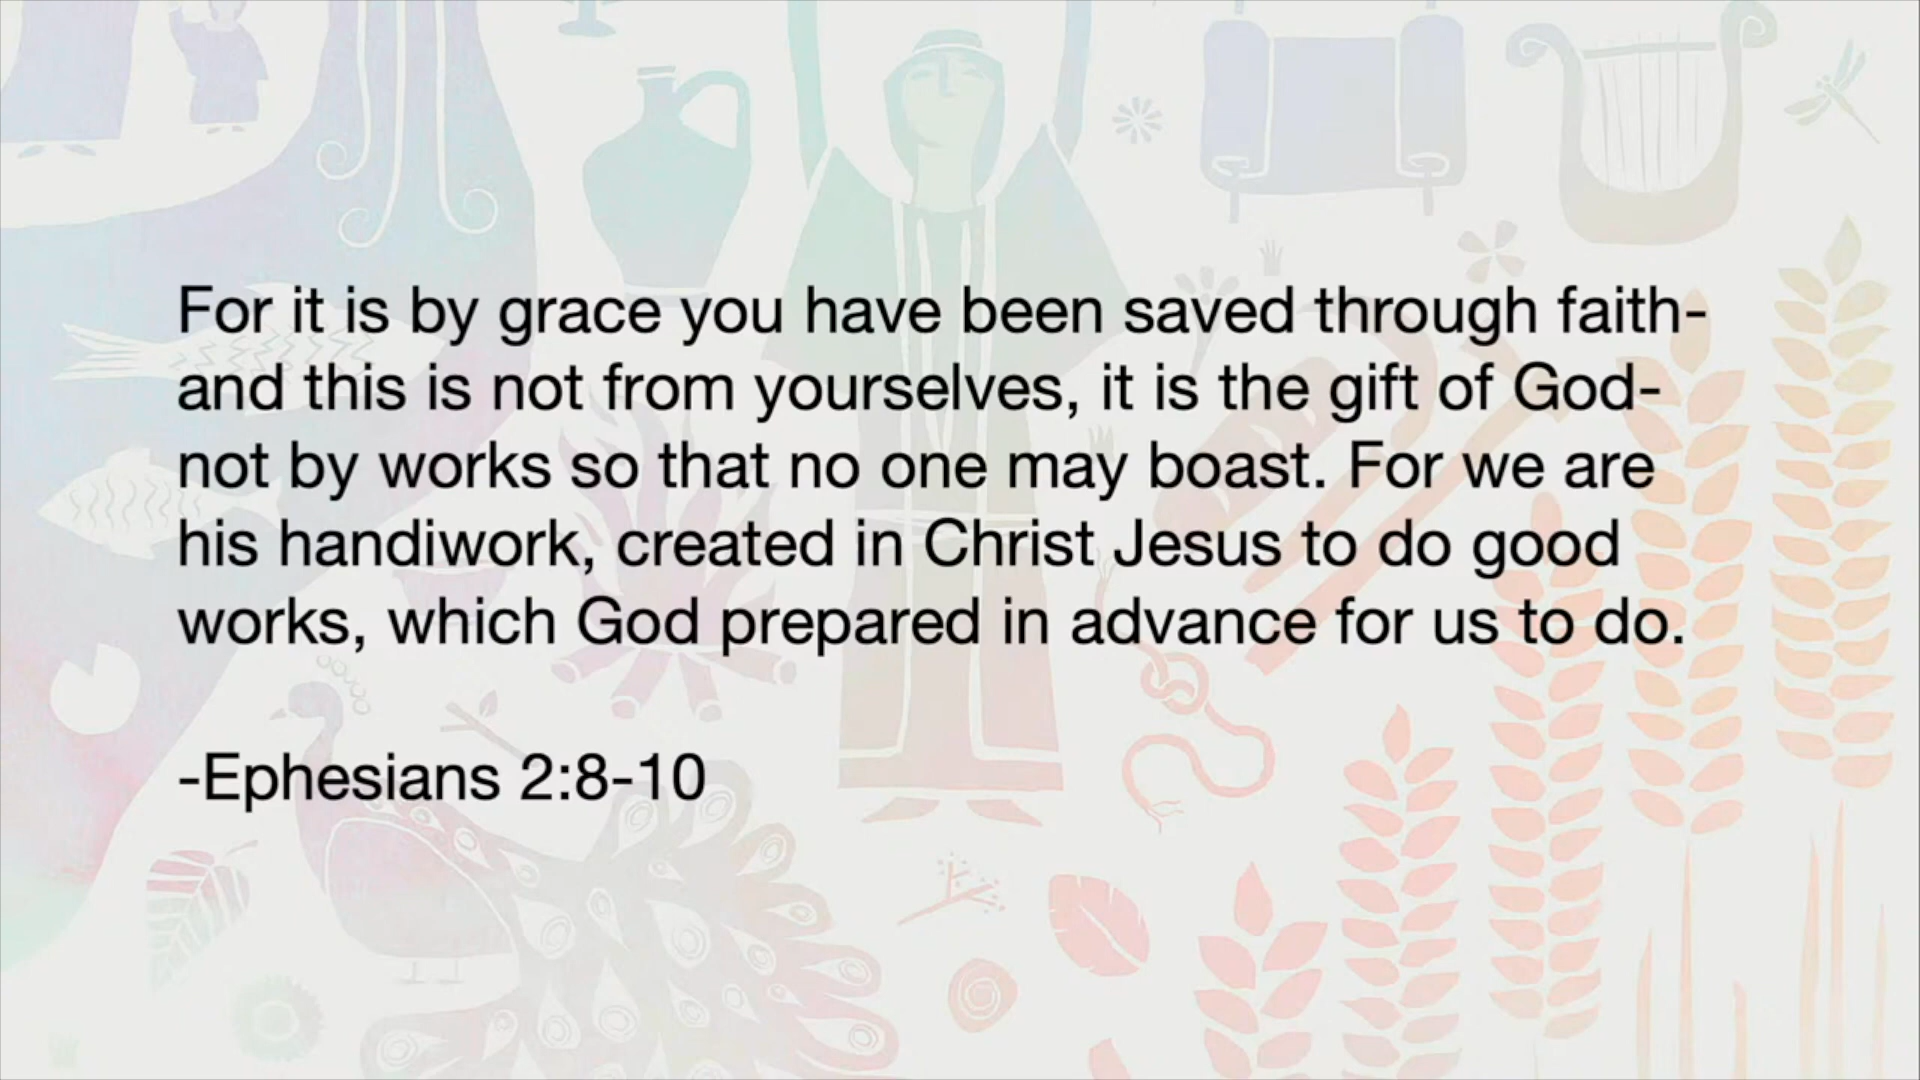 For it is by grace you have been saved through faith-
and this is not from yourselves, it is the gift of God-
not by works so that no one may boast. For we are
his handiwork, created in Christ Jesus to do good
works, which God prepared in advance for us to do.
-Ephesians 2:8-10